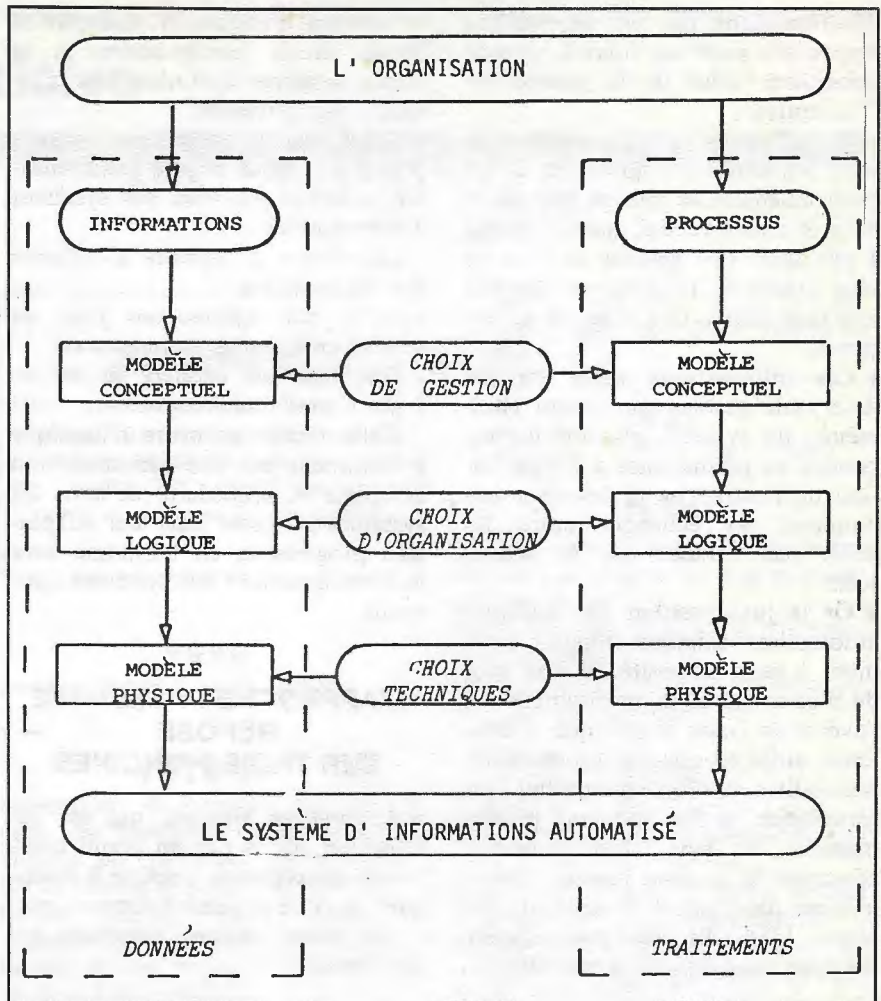 L'ORGANISATION
INFORMATIONS
PROCESSUS
MODÈLE
CONCEPTUEL
CHOIX
DE GESTION
MODÈLE
CONCEPTUEL
MODÈLE
LOGIQUE
CHOIX
D'ORGANISATION
MODÈLE
LOGIQUE
MODÈLE
PHYSIQUE
CHOIX
TECHNIQUES
MODÈLE
PHYSIQUE
LE SYSTÈME D'INFORMATIONS AUTOMATISÉ
DONNÉES
TRAITEMENTS